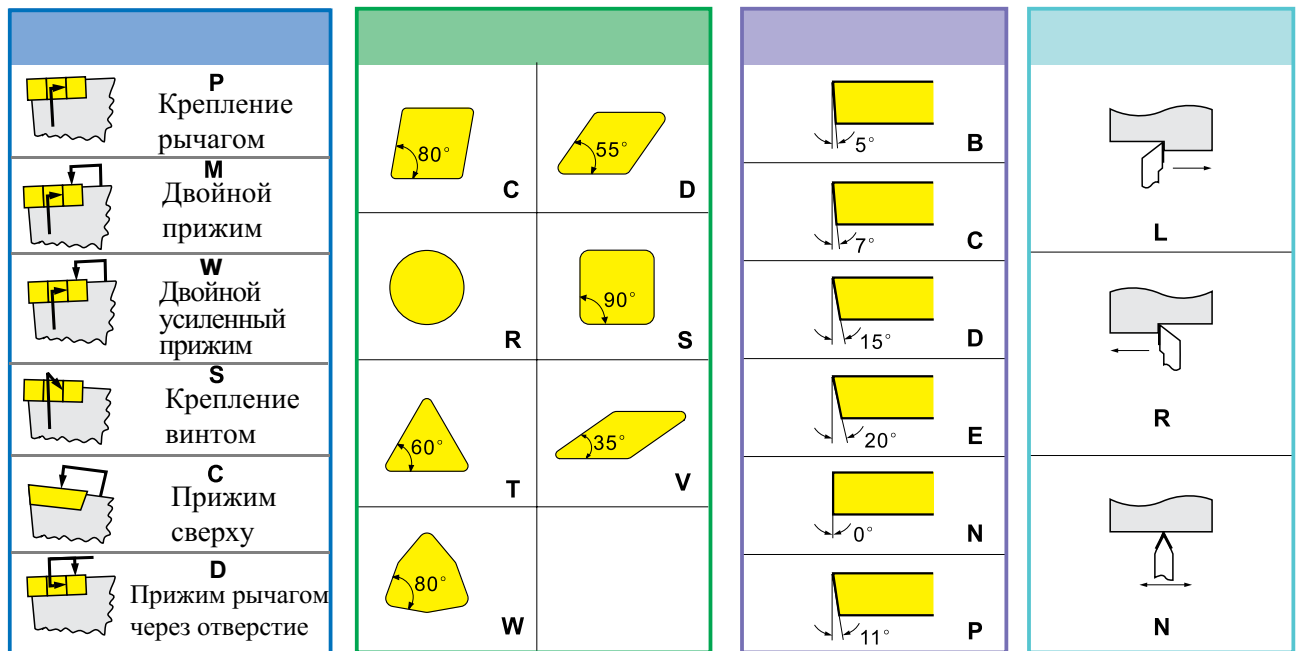 P
Крепление
рычагом
M
Двойной
прижим
W
Двойной
усиленный
прижим
S
Крепление
винтом
C
Прижим
сверху
D
Прижим рычагом
через отверстие
80°
C
55°
D
R
90°
S
60°
T
35°
V
80°
W
5°
B
7°
C
15°
D
20°
E
0°
N
11°
P
L
R
N